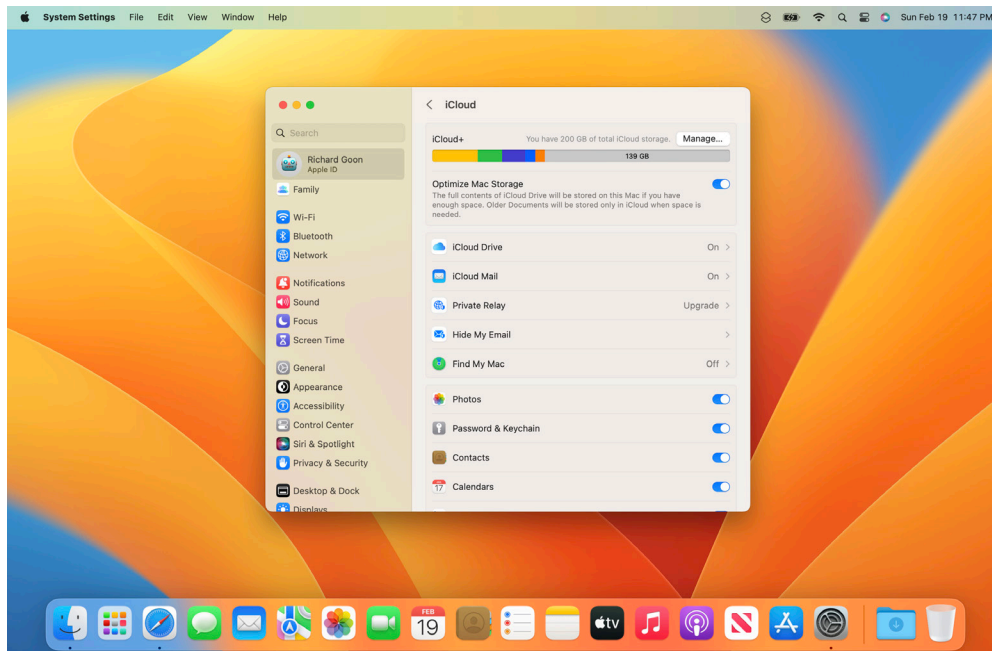 System Settings File Edit View Window Help Sun Feb 19 11:47 PM
Search
Richard Goon
Apple ID
Family
Wi-Fi
Bluetooth
Network
Notifications
Sound
Focus
Screen Time
General
Appearance
Accessibility
Control Center
Siri & Spotlight
Privacy & Security
Desktop & Dock
Displays
iCloud
iCloud+ You have 200 GB of total iCloud storage. Manage...
139 GB
Optimize Mac Storage
The full contents of iCloud Drive will be stored on this Mac if you have
enough space. Older Documents will be stored only in iCloud when space is
needed.
iCloud Drive On
iCloud Mail On
Private Relay Upgrade
Hide My Email
Find My Mac Off
Photos
Password & Keychain
Contacts
17 Calendars
FEB
19
tv